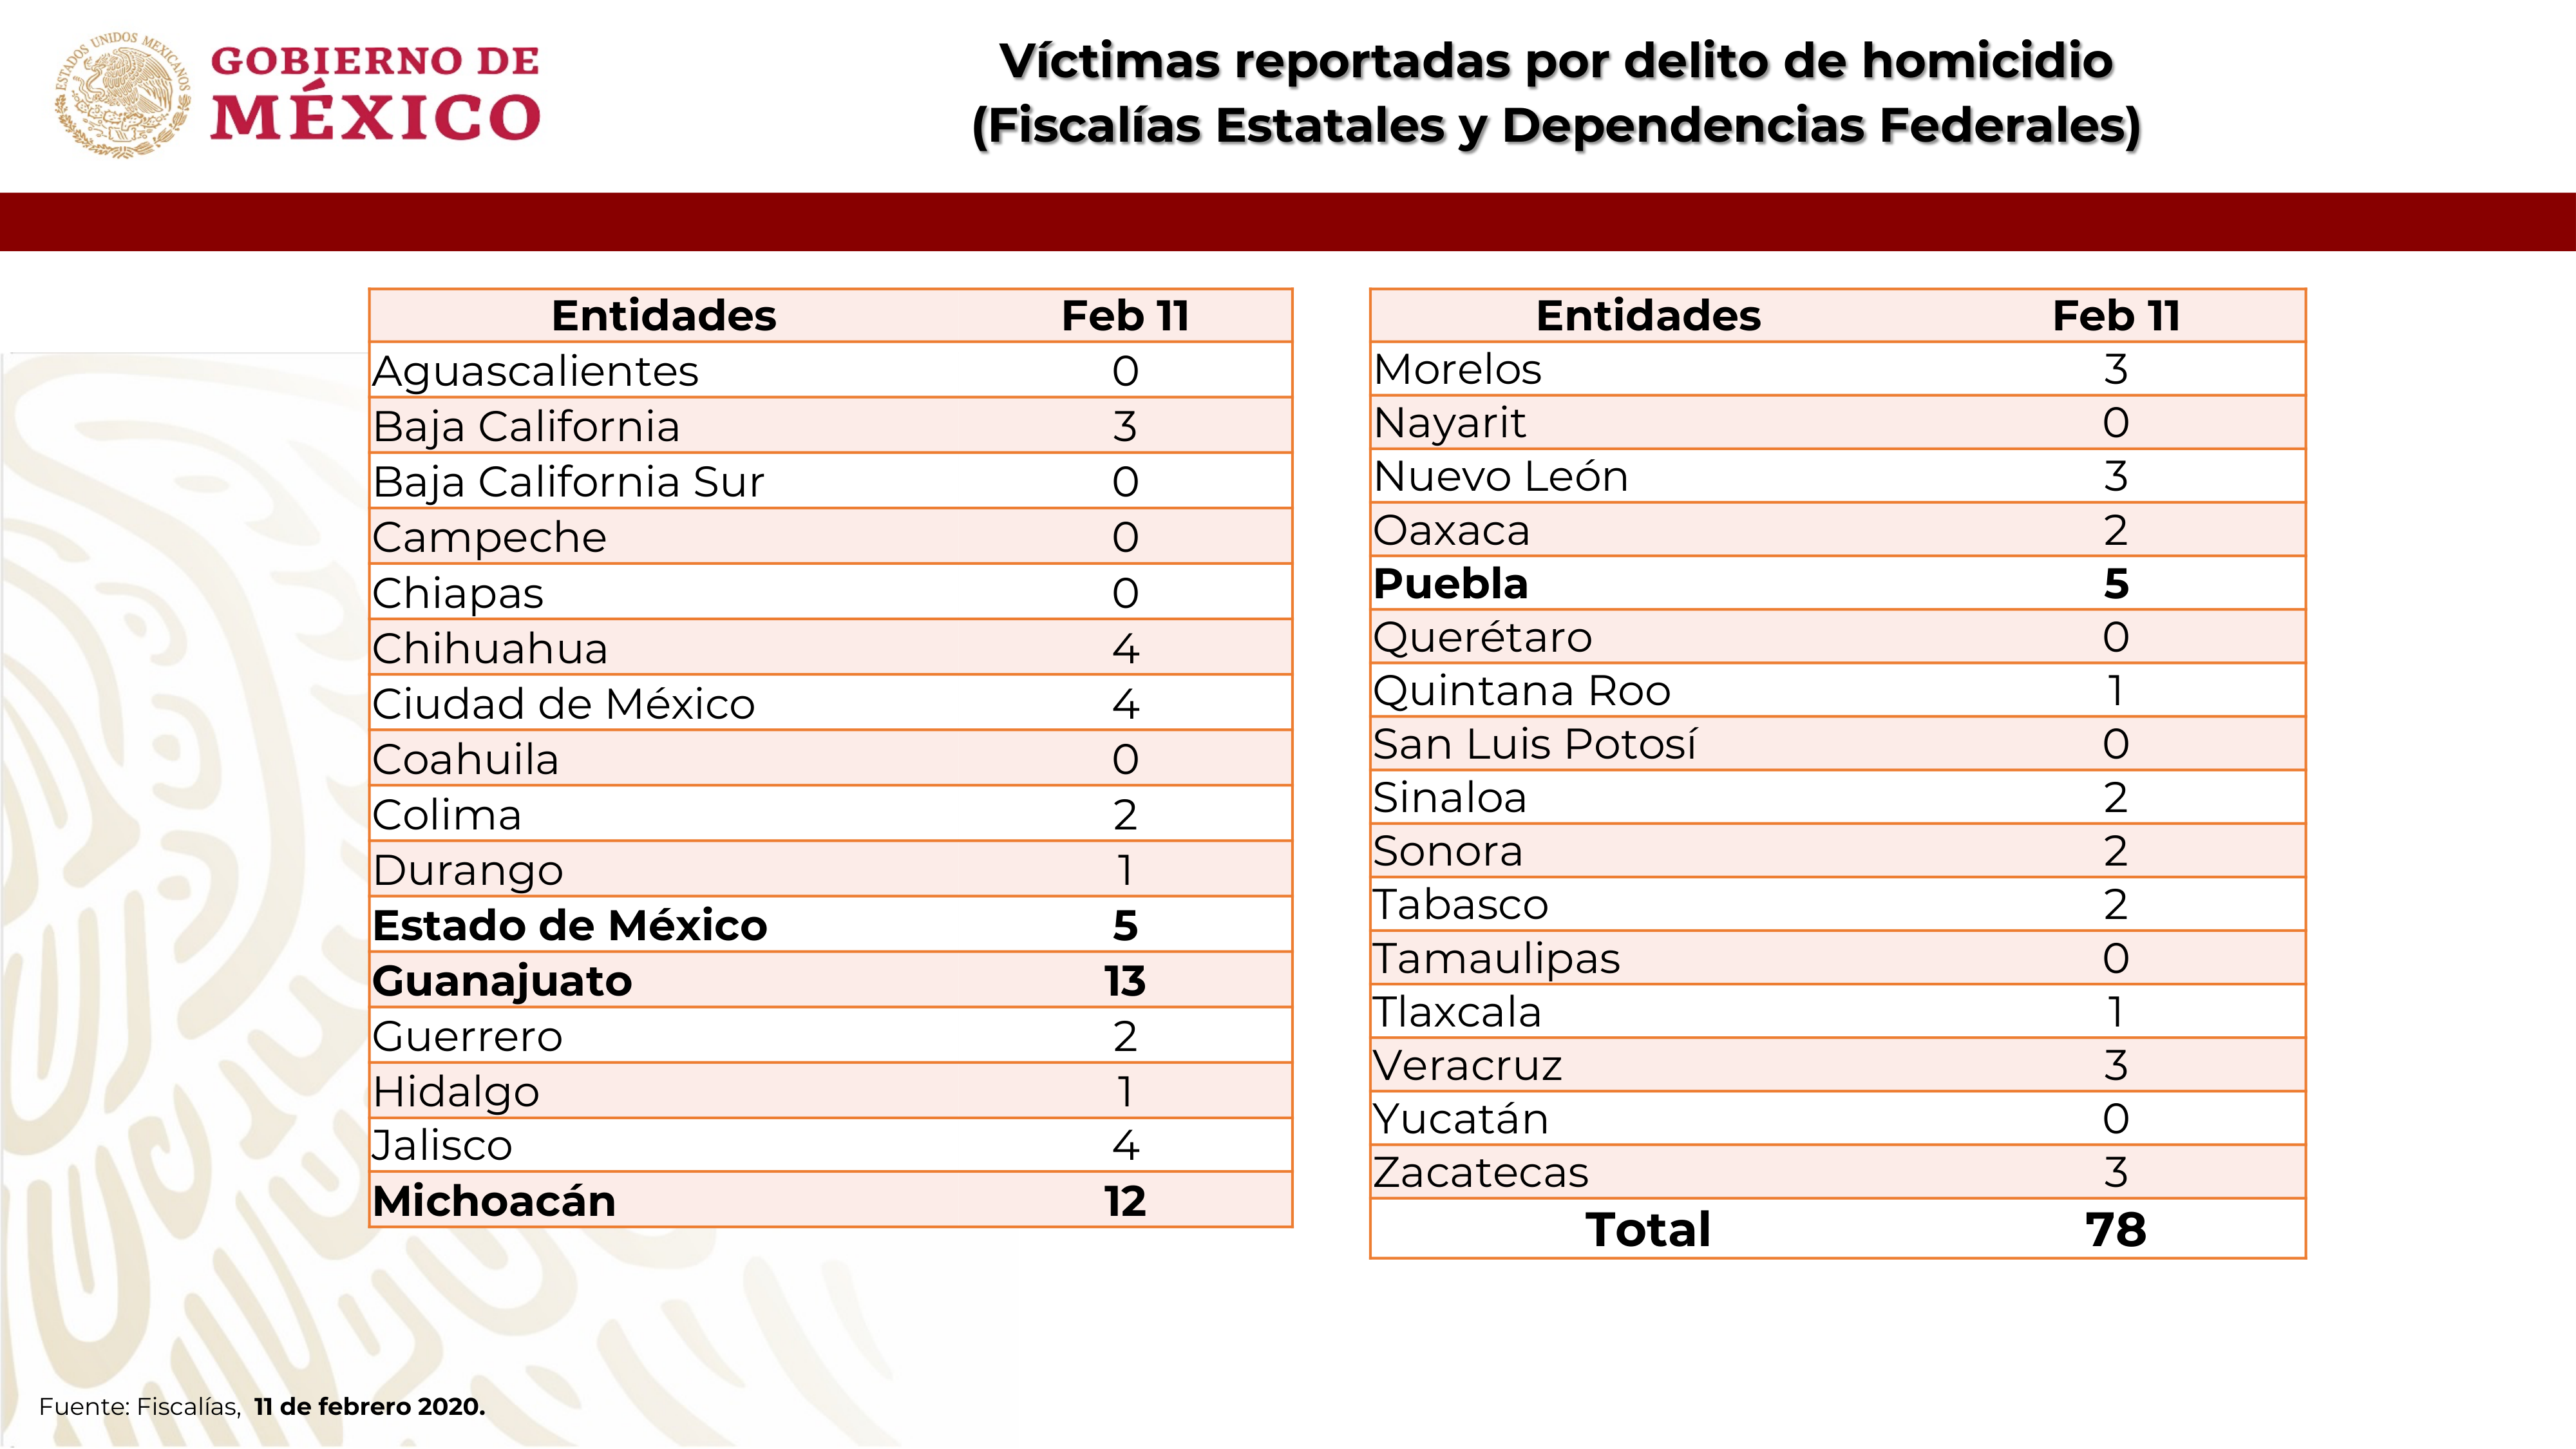 ESTADOS UNIDOS MEXICANOS
GOBIERNO DE
MÉXICO
Víctimas reportadas por delito de homicidio
(Fiscalías Estatales y Dependencias Federales)
Entidades Feb 11
Aguascalientes 0
Baja California 3
Baja California Sur 0
Campeche 0
Chiapas 0
Chihuahua 4
Ciudad de México 4
Coahuila 0
Colima 2
Durango 1
Estado de México 5
Guanajuato 13
Guerrero 2
Hidalgo 1
Jalisco 4
Michoacán 12
Entidades Feb 11
Morelos 3
Nayarit 0
Nuevo León 3
Oaxaca 2
Puebla 5
Querétaro 0
Quintana Roo 1
San Luis Potosí 0
Sinaloa 2
Sonora 2
Tabasco 2
Tamaulipas 0
Tlaxcala 1
Veracruz 3
Yucatán 0
Zacatecas 3
Total 78
Fuente: Fiscalías, 11 de febrero 2020.